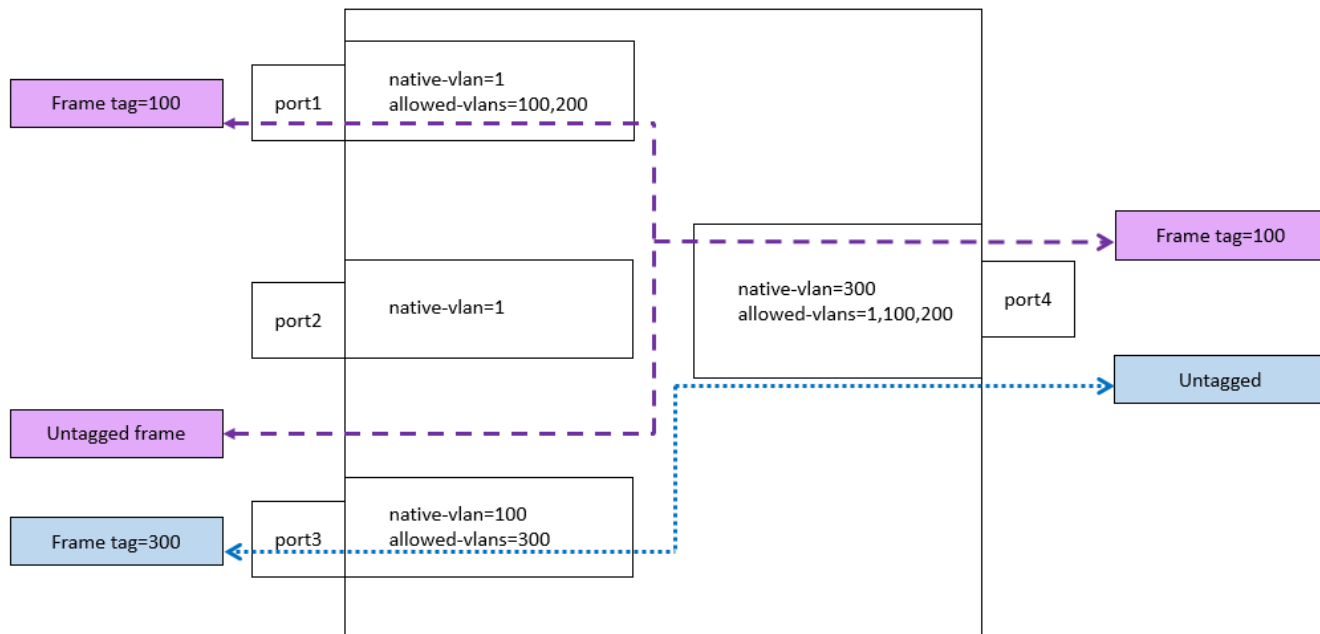 Frame tag=100
port1
native-vlan=1
allowed-vlans=100,200
Frame tag=100
port2
native-vlan=1
native-vlan=300
allowed-vlans=1,100,200
port4
Untagged
Untagged frame
Frame tag=300
port3
native-vlan=100
allowed-vlans=300